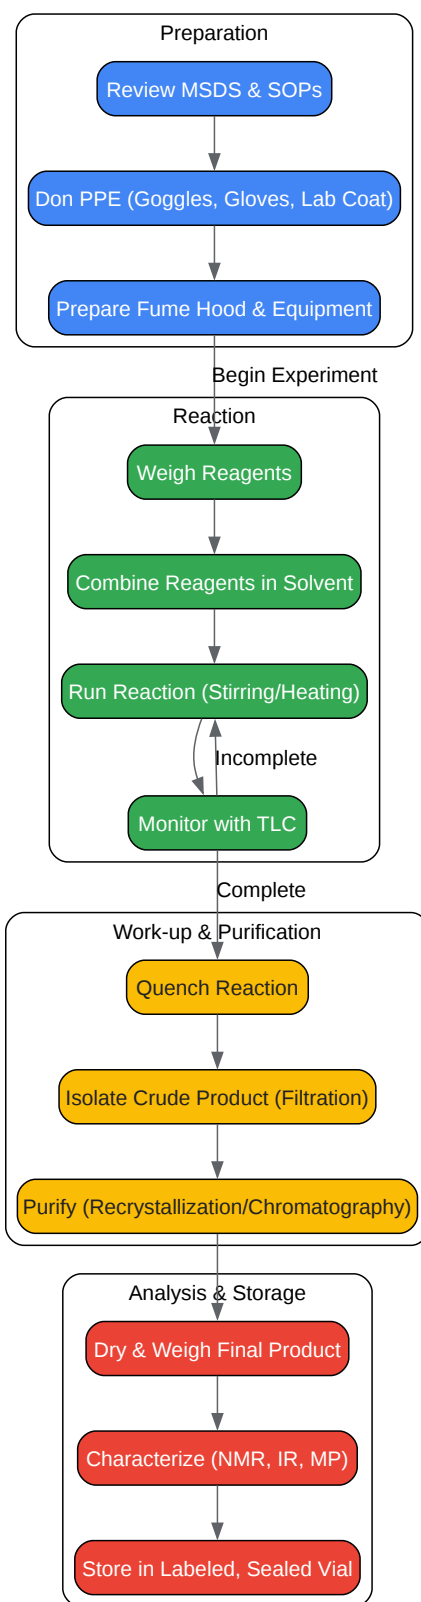 Preparation
Review MSDS & SOPs
Don PPE (Goggles, Gloves, Lab Coat)
Prepare Fume Hood & Equipment
Begin Experiment
Reaction
Weigh Reagents
Combine Reagents in Solvent
Run Reaction (Stirring/Heating)
Incomplete
Monitor with TLC
Complete
Work-up & Purification
Quench Reaction
Isolate Crude Product (Filtration)
Purify (Recrystallization/Chromatography)
Analysis & Storage
Dry & Weigh Final Product
Characterize (NMR, IR, MP)
Store in Labeled, Sealed Vial